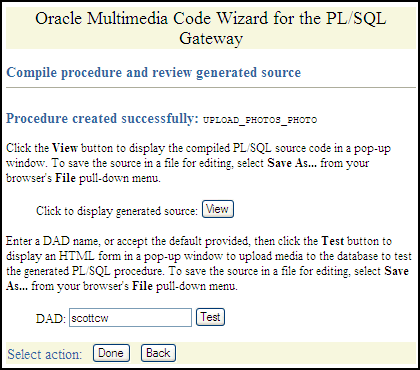 Oracle Multimedia Code Wizard for the PL/SQL
Gateway
Compile procedure and review generated source
Procedure created successfully: UPLOAD_PHOTOS_PHOTO
Click the View button to display the compiled PL/SQL source code in a pop-up
window. To save the source in a file for editing, select Save As... from your
browser's File pull-down menu.
Click to display generated source: View
Enter a DAD name, or accept the default provided, then click the Test button to
display an HTML form in a pop-up window to upload media to the database to test
the generated PL/SQL procedure. To save the source in a file for editing, select Save
As... from your browser's File pull-down menu.
DAD: scottcw Test
Select action: Done Back